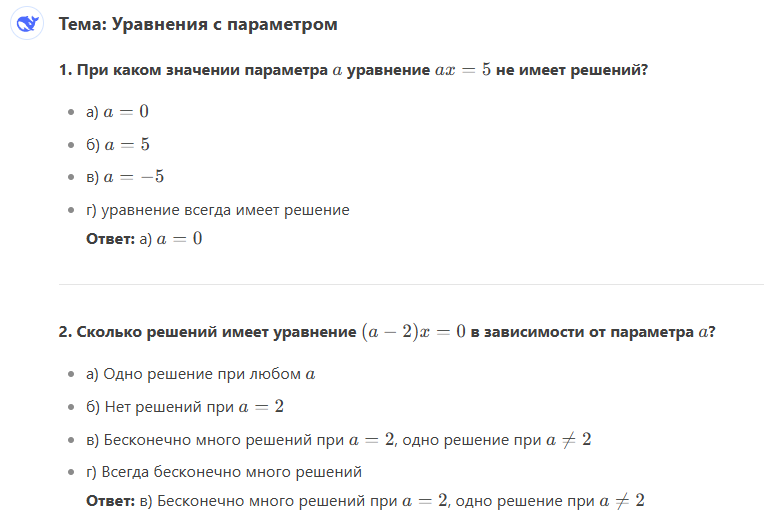 Тема: Уравнения с параметром
1. При каком значении параметра a уравнение ax = 5 не имеет решений?
а) a = 0
б) a = 5
в) a = −5
г) уравнение всегда имеет решение
Ответ: а) a = 0
2. Сколько решений имеет уравнение (a − 2)x = 0 в зависимости от параметра a?
а) Одно решение при любом a
б) Нет решений при a = 2
в) Бесконечно много решений при a = 2, одно решение при a ≠ 2
г) Всегда бесконечно много решений
Ответ: в) Бесконечно много решений при a = 2, одно решение при a ≠ 2